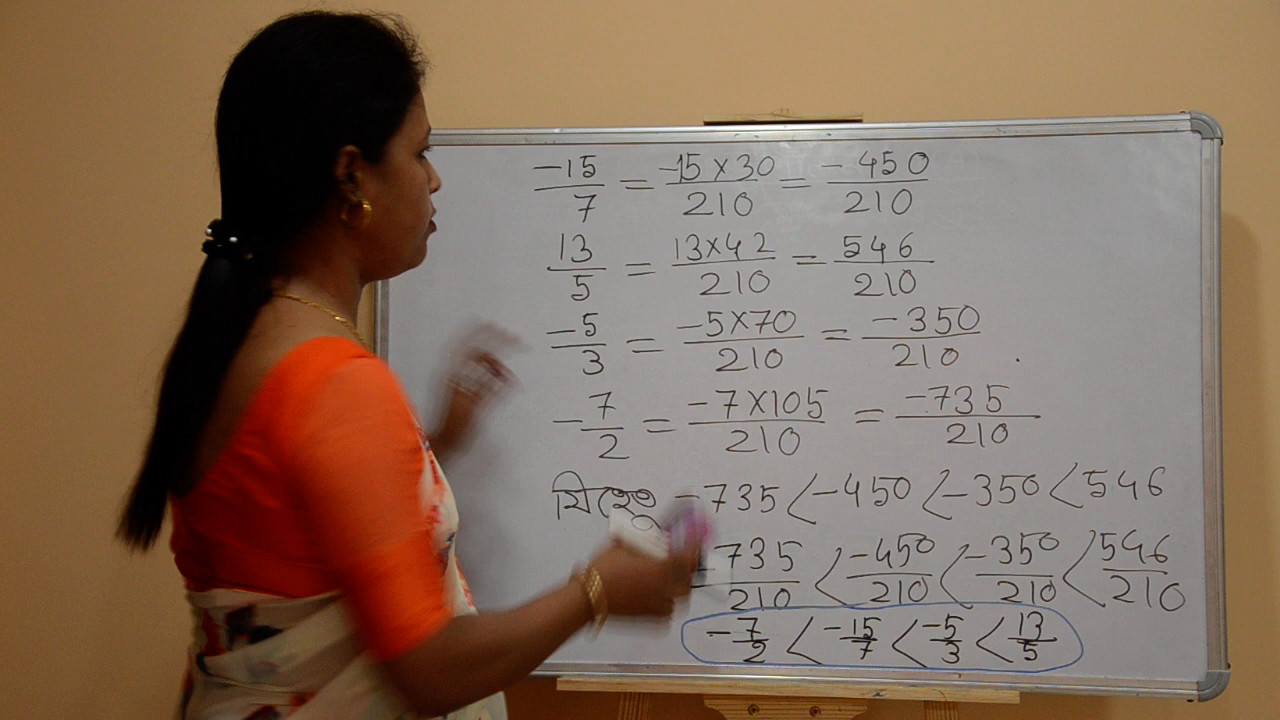 -15/7 = -15×30/210 = -450/210
13/5 = 13×42/210 = 546/210
-5/3 = -5×70/210 = -350/210
-7/2 = -7×105/210 = -735/210
যিহেতু -735 < -450 < -350 < 546
-735/210 < -450/210 < -350/210 < 546/210
-7/2 < -15/7 < -5/3 < 13/5